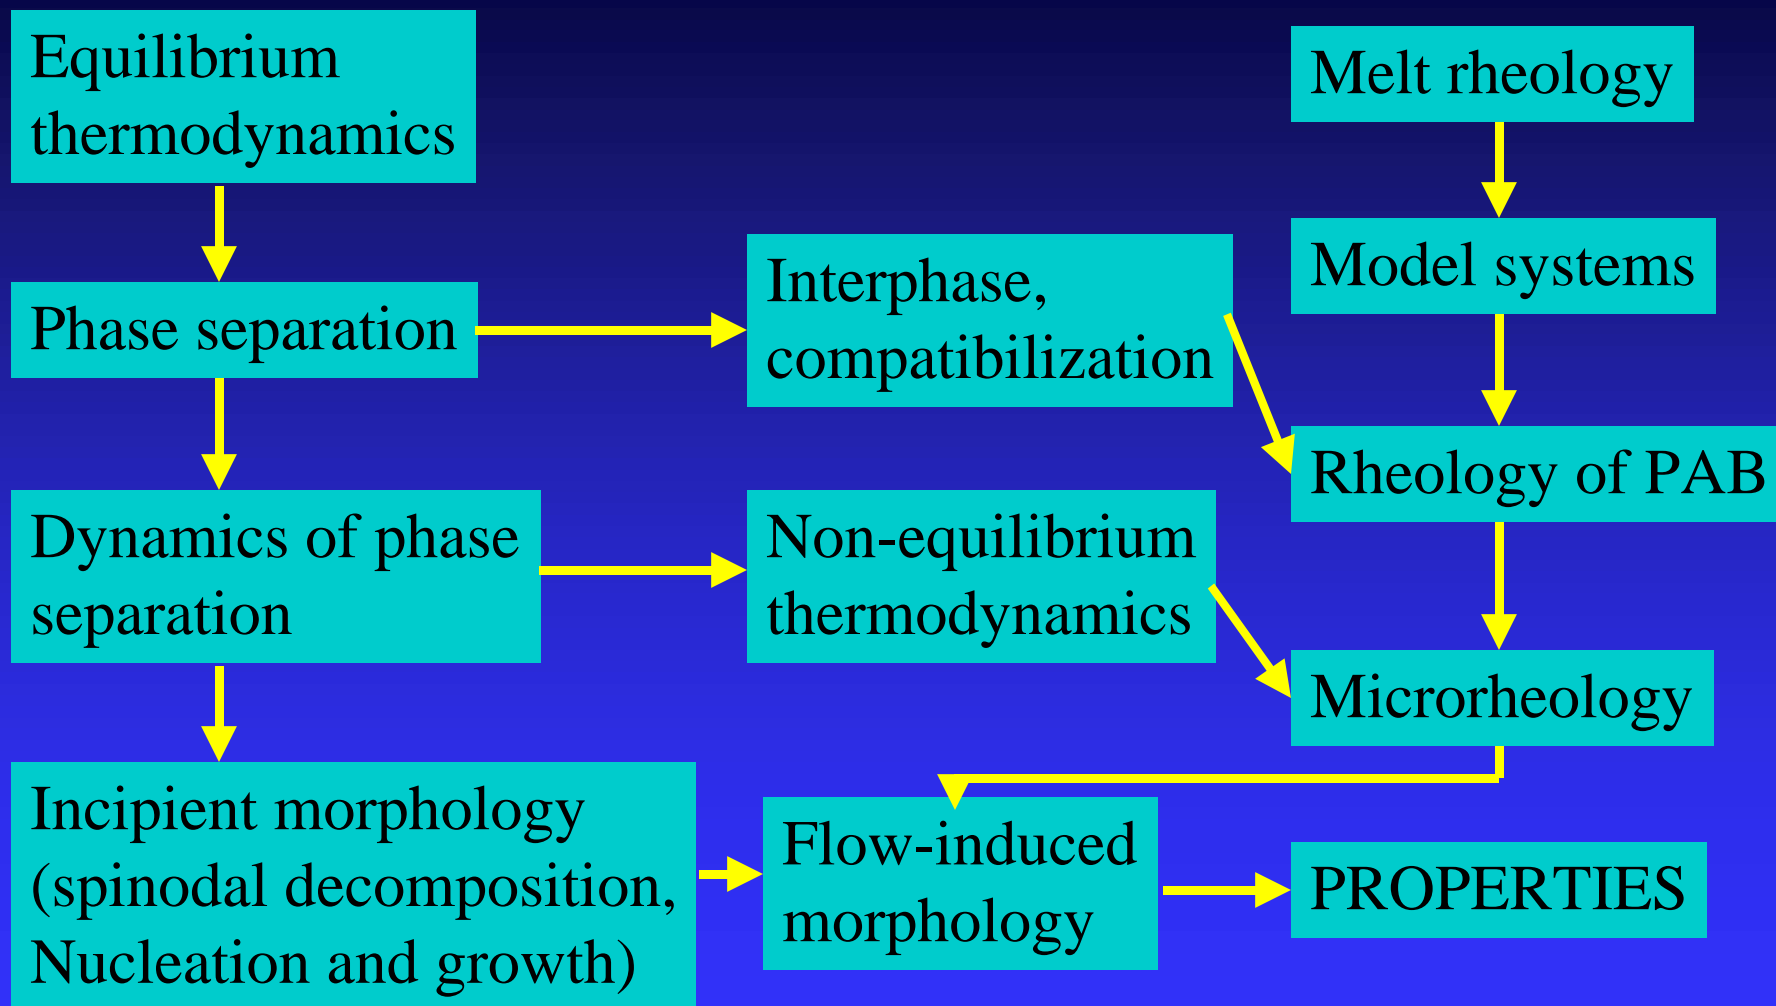 Equilibrium
thermodynamics
Melt rheology
Model systems
Interphase,
compatibilization
Phase separation
Rheology of PAB
Dynamics of phase
separation
Non-equilibrium
thermodynamics
Microrheology
Incipient morphology
(spinodal decomposition,
Nucleation and growth)
Flow-induced
morphology
PROPERTIES